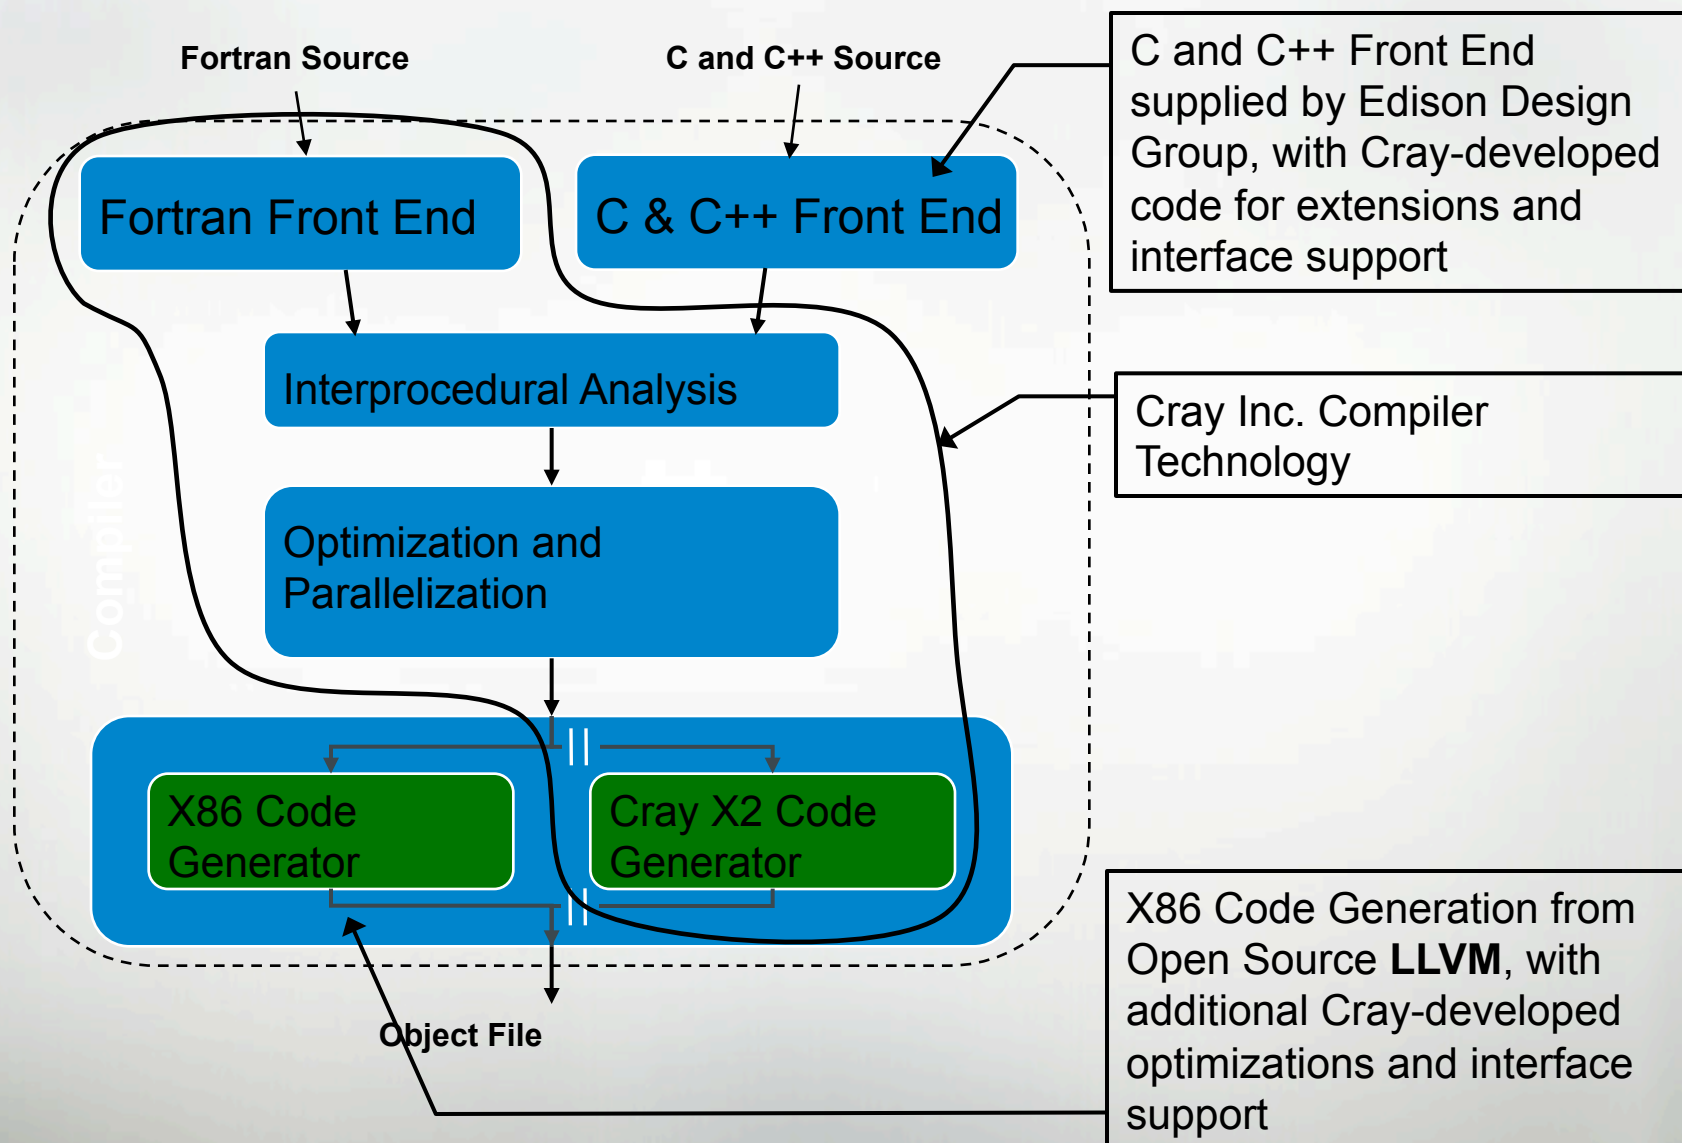 Fortran Source
C and C++ Source
C and C++ Front End
supplied by Edison Design
Group, with Cray-developed
code for extensions and
interface support
Fortran Front End
C & C++ Front End
Interprocedural Analysis
Cray Inc. Compiler
Technology
Compiler
Optimization and
Parallelization
X86 Code
Generator
Cray X2 Code
Generator
X86 Code Generation from
Open Source LLVM, with
additional Cray-developed
optimizations and interface
support
Object File